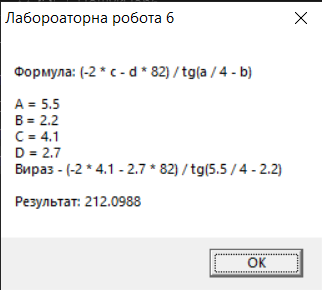 Лабороаторна робота 6
Формула: (-2 * c - d * 82) / tg(a / 4 - b)
A = 5.5
B = 2.2
C = 4.1
D = 2.7
Вираз - (-2 * 4.1 - 2.7 * 82) / tg(5.5 / 4 - 2.2)
Результат: 212.0988
OK